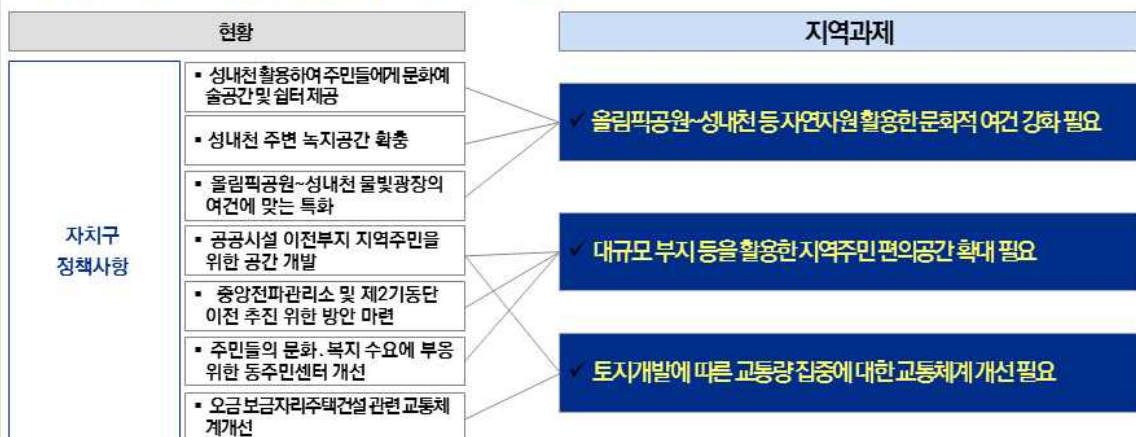 현황
지역과제
자치구
정책사항
▪ 성내천 활용하여 주민들에게 문화예
술공간 및 쉼터 제공
▪ 성내천 주변 녹지공간 확충
▪ 올림픽공원~성내천 물빛광장의
여건에 맞는 특화
▪ 공공시설 이전부지 지역주민을
위한 공간 개발
▪ 중앙전파관리소 및 제2기동단
이전 추진 위한 방안 마련
▪ 주민들의 문화.복지 수요에 부응
위한 동주민센터 개선
▪ 오금 보금자리주택건설 관련 교통체
계개선
✓ 올림픽공원~성내천 등 자연자원 활용한 문화적 여건 강화 필요
✓ 대규모 부지 등을 활용한 지역주민 편의공간 확대 필요
✓ 토지개발에 따른 교통량 집중에 대한 교통체계 개선 필요